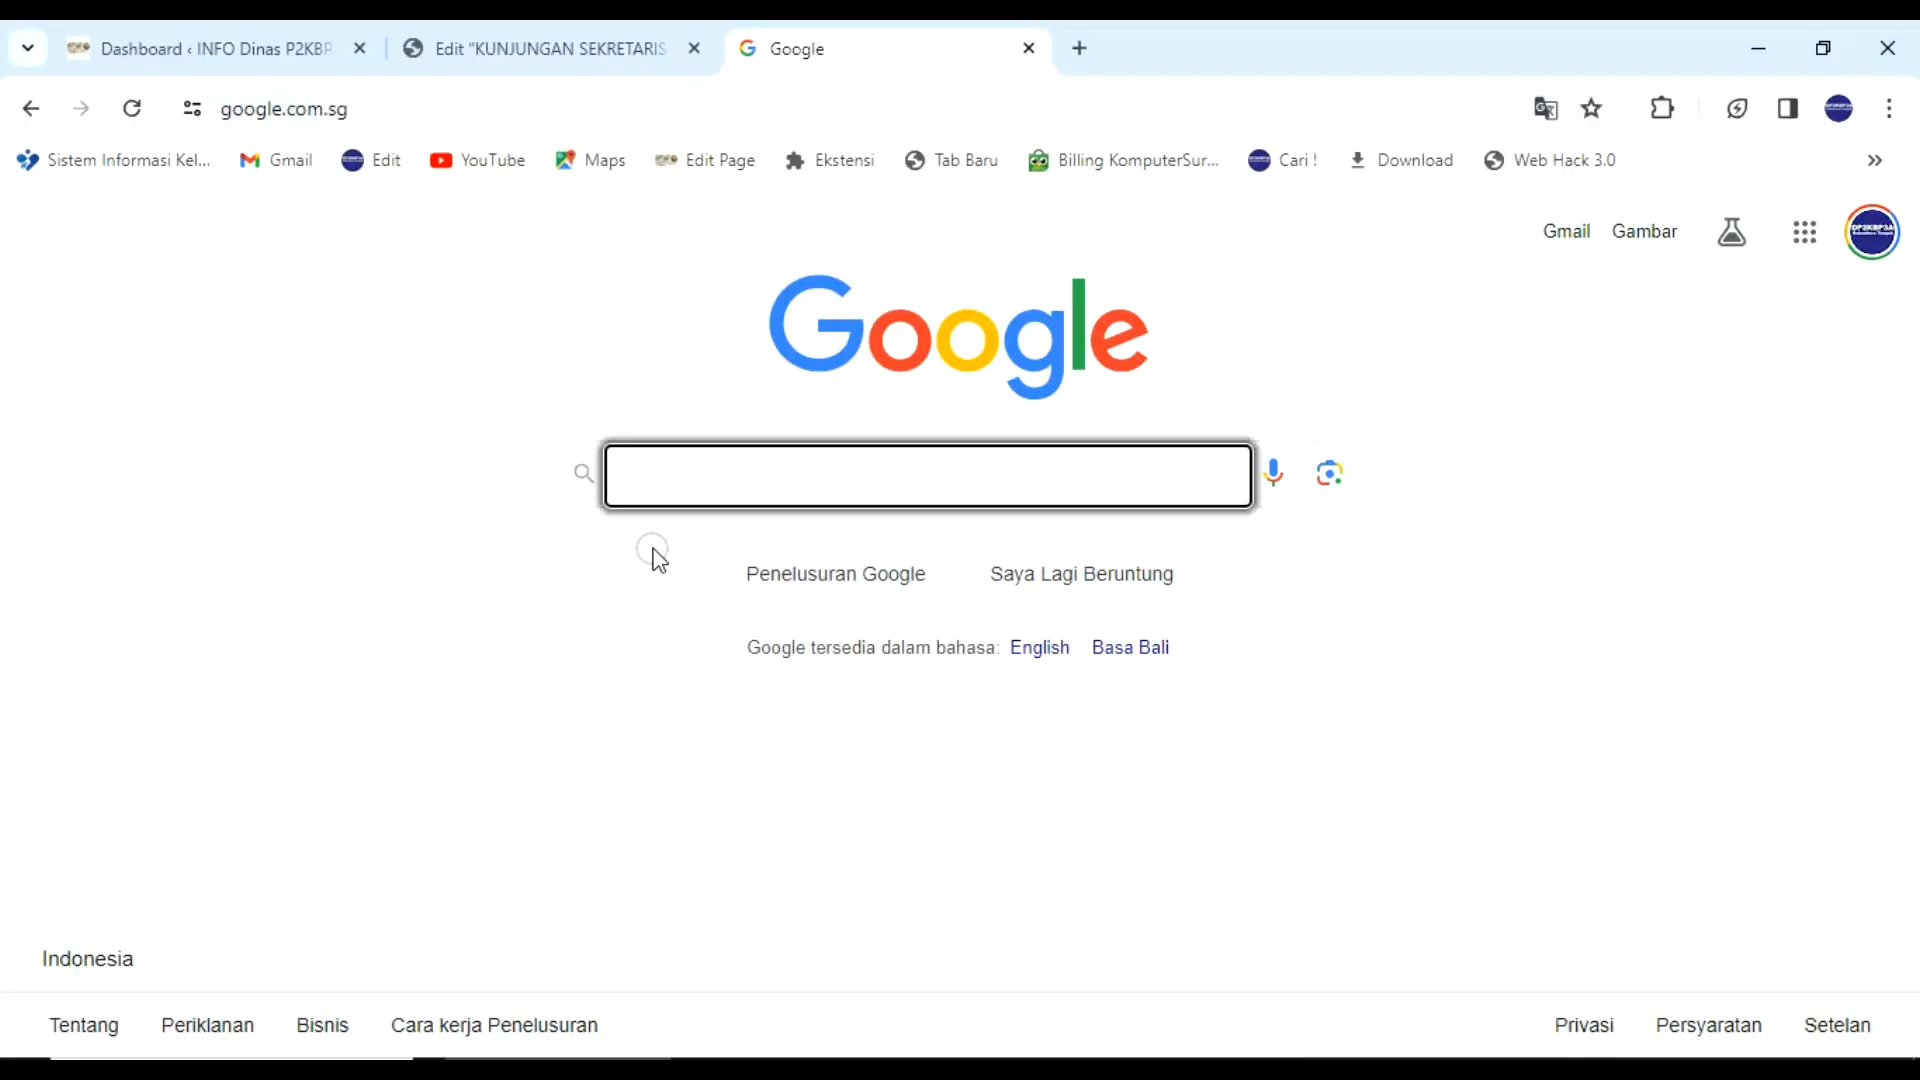 Dashboard ‹ INFO Dinas P2KBP
Edit "KUNJUNGAN SEKRETARIS
Google
google.com.sg
Sistem Informasi Kel...
Gmail
Edit
YouTube
Maps
Edit Page
Ekstensi
Tab Baru
Billing KomputerSur...
Cari !
Download
Web Hack 3.0
Gmail
Gambar
DP2KBP3A
Google
Penelusuran Google
Saya Lagi Beruntung
Google tersedia dalam bahasa: English Basa Bali
Indonesia
Tentang
Periklanan
Bisnis
Cara kerja Penelusuran
Privasi
Persyaratan
Setelan